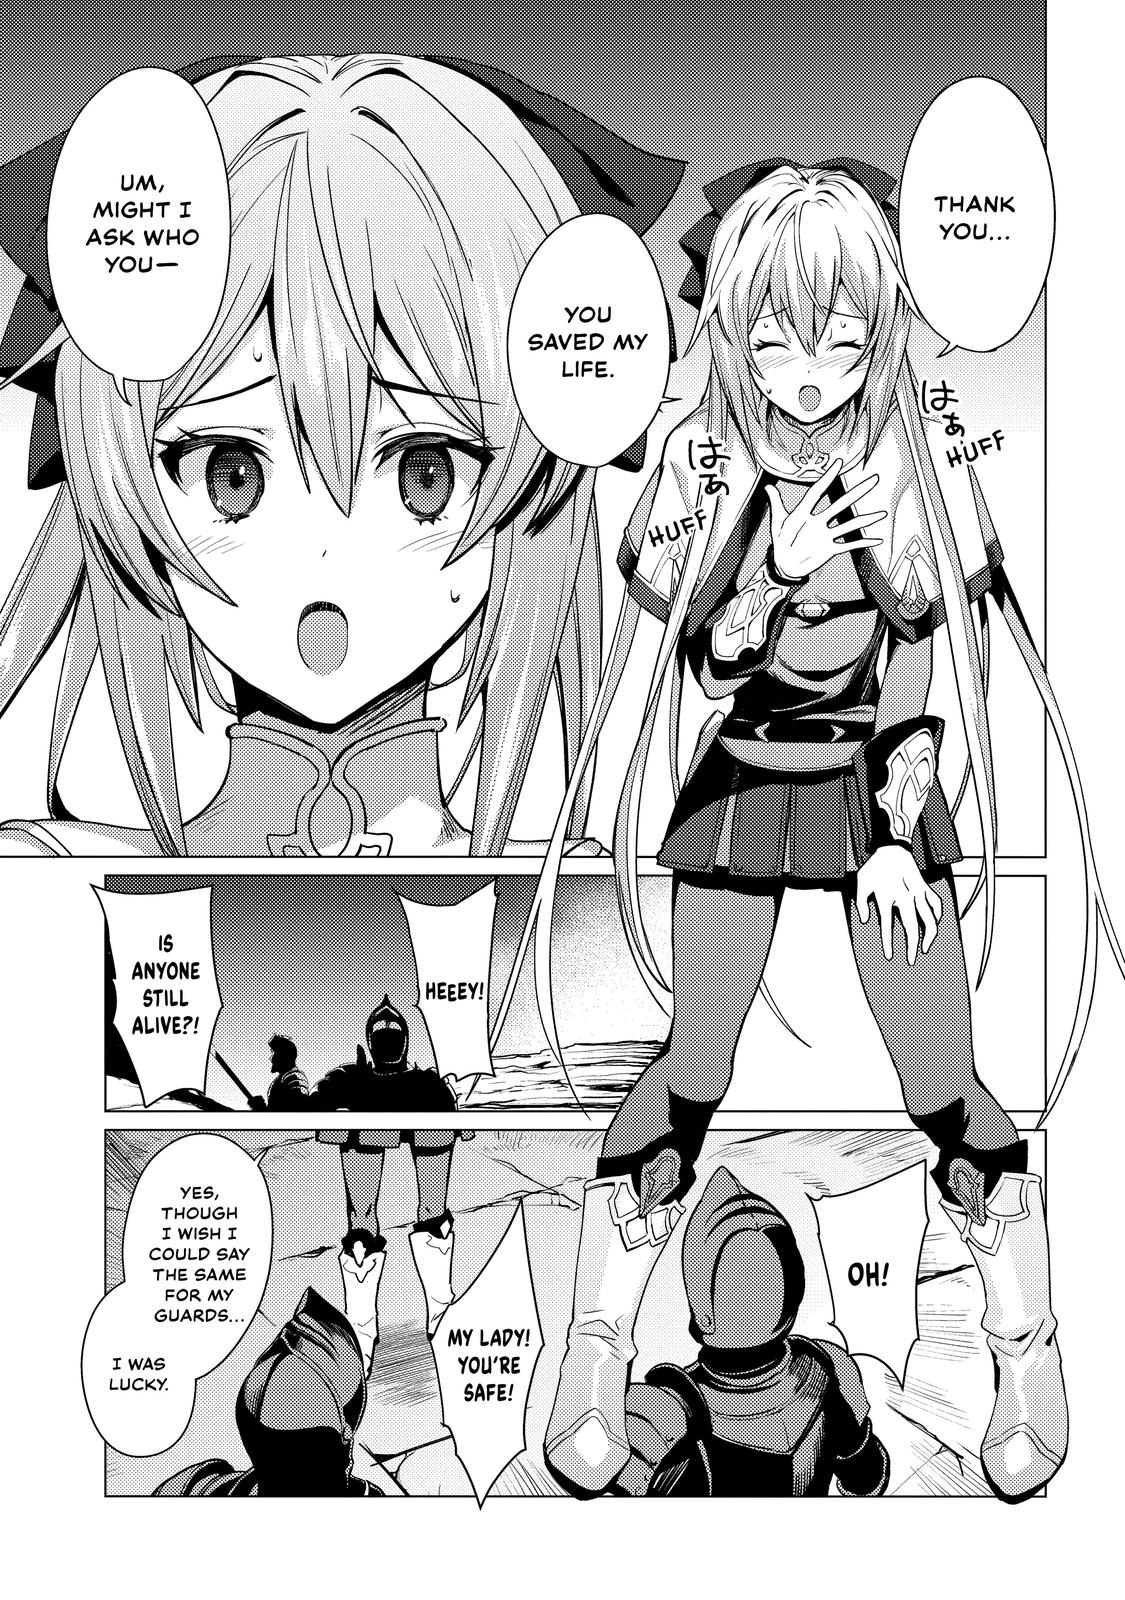 THANK
YOU...
はぁ
HUFF
はぁ
HUFF
YOU
SAVED MY
LIFE.
UM,
MIGHT I
ASK WHO
YOU—
HEEEY!
IS
ANYONE
STILL
ALIVE?!
OH!
MY LADY!
YOU'RE
SAFE!
YES,
THOUGH
I WISH I
COULD SAY
THE SAME
FOR MY
GUARDS...
I WAS
LUCKY.